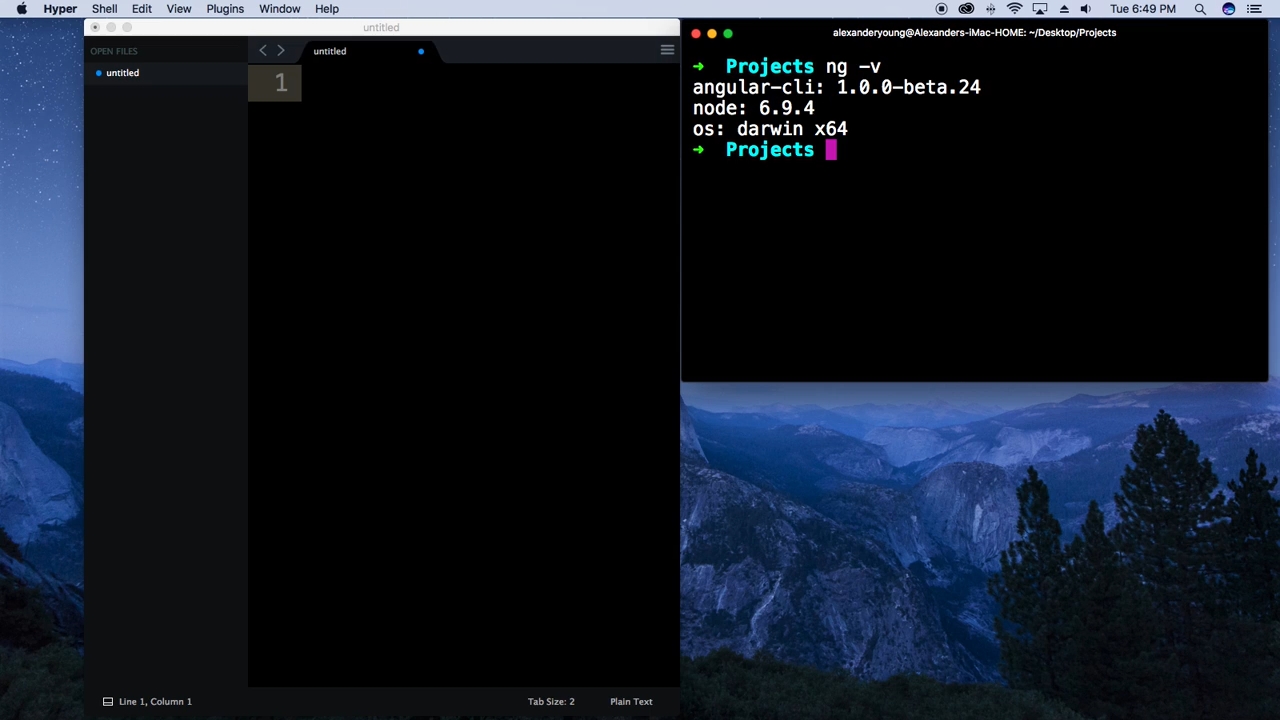 Hyper Shell Edit View Plugins Window Help Tue 6:49 PM
untitled
OPEN FILES
untitled
untitled
1
Line 1, Column 1 Tab Size: 2 Plain Text
alexanderyoung@Alexanders-iMac-HOME: ~/Desktop/Projects
➜ Projects ng -v
angular-cli: 1.0.0-beta.24
node: 6.9.4
os: darwin x64
➜ Projects